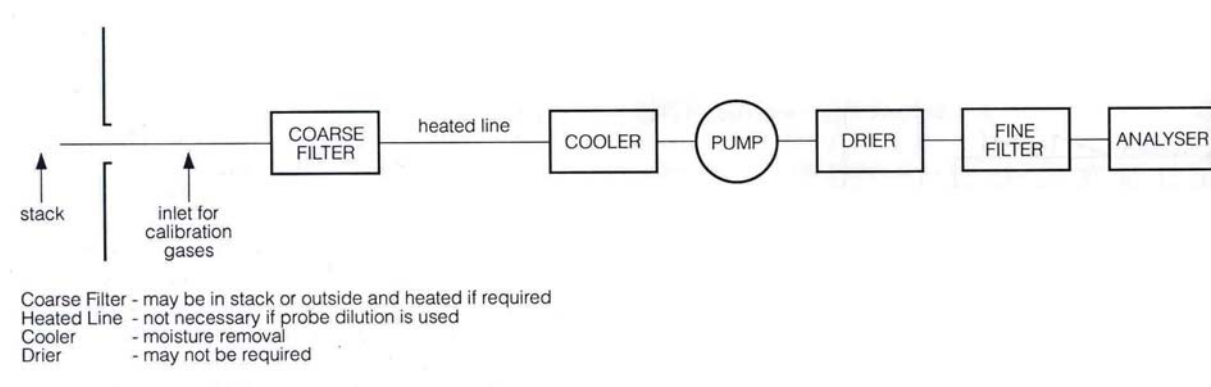 COARSE
FILTER
heated line
COOLER
PUMP
DRIER
FINE
FILTER
ANALYSER
stack
inlet for
calibration
gases
Coarse Filter - may be in stack or outside and heated if required
Heated Line - not necessary if probe dilution is used
Cooler - moisture removal
Drier - may not be required